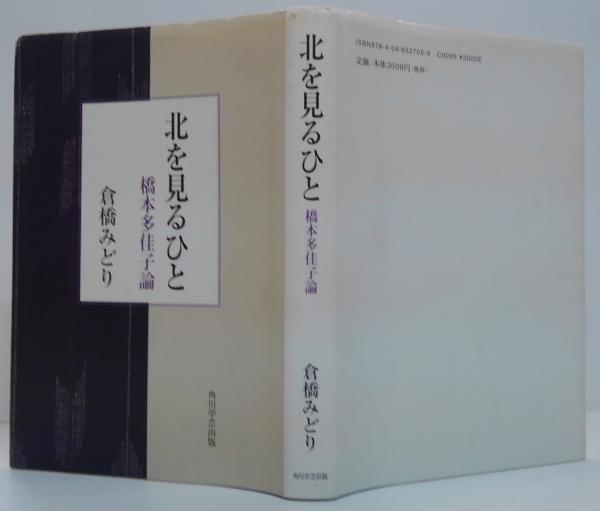 北を見るひと
橋本多佳子論
倉橋みどり
角川学芸出版
北を見るひと
橋本多佳子論
倉橋みどり
角川学芸出版
ISBN978-4-04-652705-9 C0095 ¥3000E
定価:本体3000円(税別)